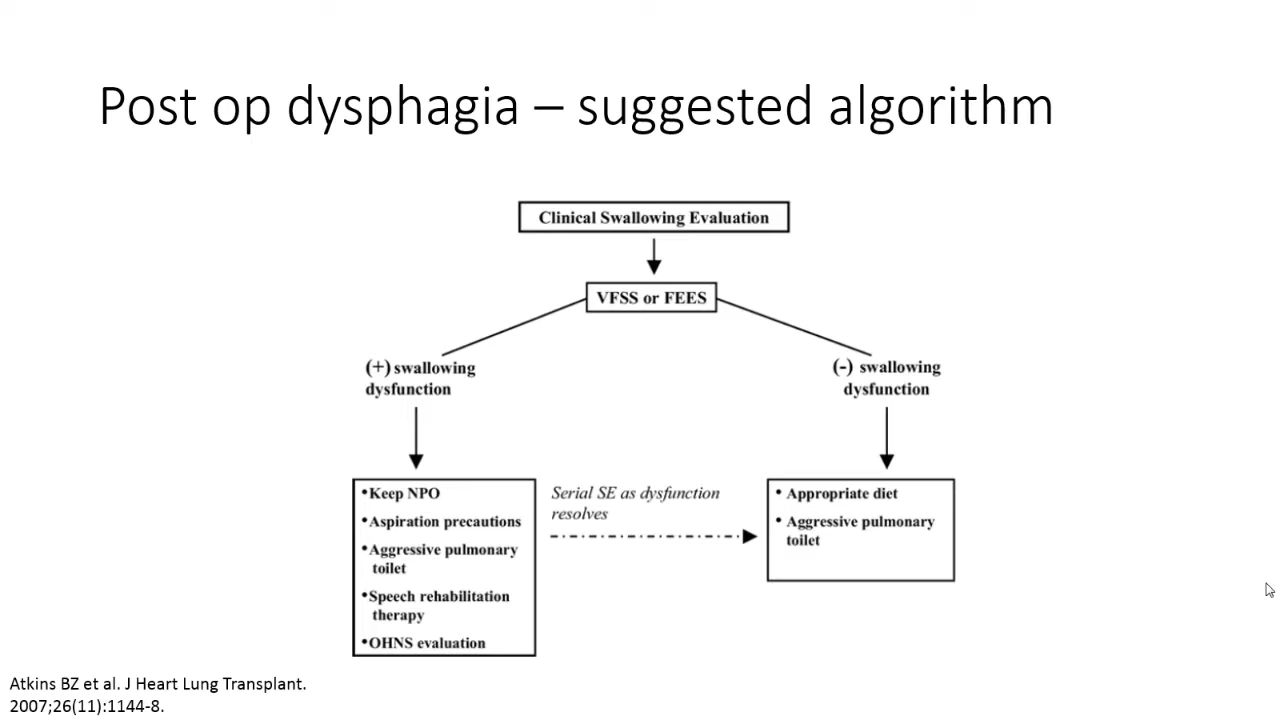 Post op dysphagia – suggested algorithm
Clinical Swallowing Evaluation
VFSS or FEES
(+) swallowing
dysfunction
(-) swallowing
dysfunction
•Keep NPO
•Aspiration precautions
•Aggressive pulmonary
toilet
•Speech rehabilitation
therapy
•OHNS evaluation
Serial SE as dysfunction
resolves
• Appropriate diet
• Aggressive pulmonary
toilet
Atkins BZ et al. J Heart Lung Transplant.
2007;26(11):1144-8.